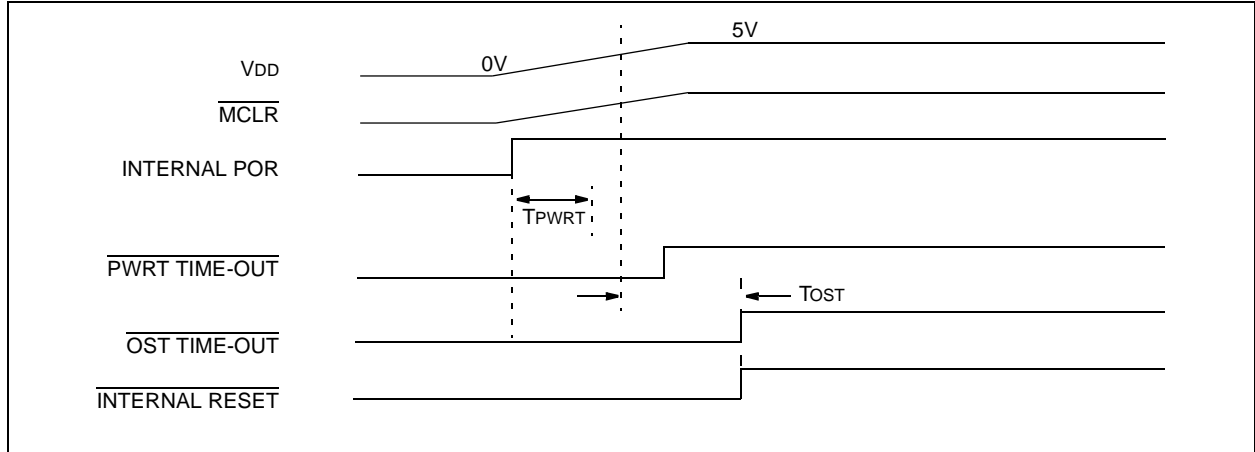 5V
0V
VDD
MCLR
INTERNAL POR
TPWRT
PWRT TIME-OUT
TOST
OST TIME-OUT
INTERNAL RESET